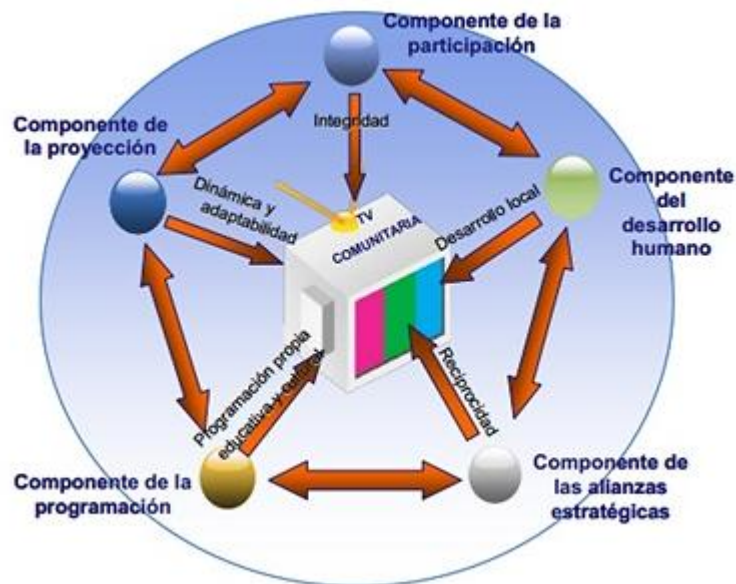 Componente de la
participación
Integridad
Componente de
la proyección
Dinámica y
adaptabilidad
TV
COMUNITARIA
Desarrollo local
Componente
del
desarrollo
humano
Programación propia
educativa y cultural
Reciprocidad
Componente de la
programación
Componente de
las alianzas
estratégicas